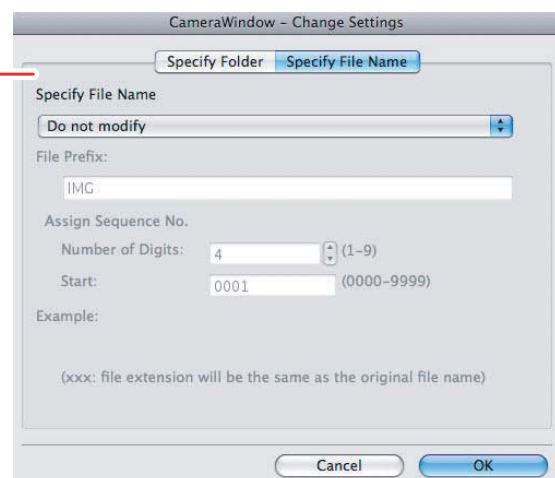 CameraWindow – Change Settings
Specify Folder Specify File Name
Specify File Name
Do not modify
File Prefix:
IMG
Assign Sequence No.
Number of Digits: 4 (1–9)
Start: 0001 (0000–9999)
Example:
(xxx: file extension will be the same as the original file name)
Cancel OK